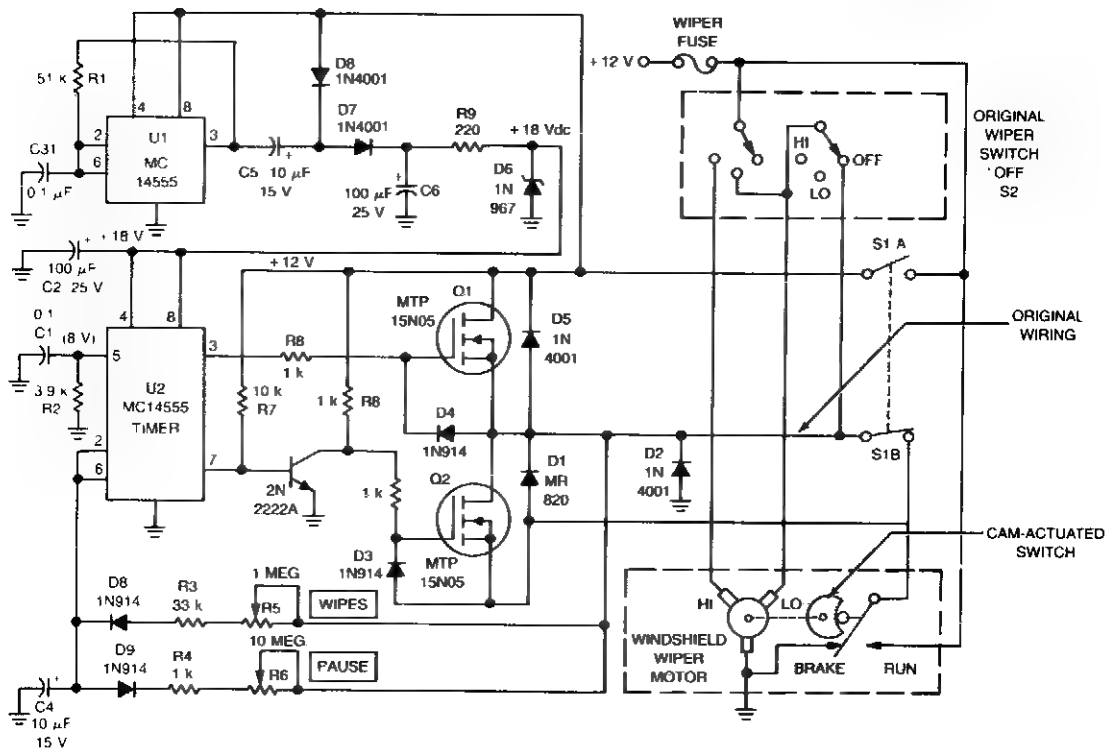 51 k
R1
4
8
2
6
3
U1
MC
14555
C31
0 1 µF
D8
1N4001
D7
1N4001
C5 10 µF
15 V
+
R9
220
+ 18 Vdc
+
100 µF
25 V
C6
D6
1N
967
WIPER
FUSE
+ 12 V
HI
OFF
LO
ORIGINAL
WIPER
SWITCH
'OFF
S2
+ + 18 V
100 µF
C2 25 V
+ 12 V
4
8
0 1
C1
(8 V)
5
3
3.9 k
R2
U2
MC14555
TIMER
2
6
7
R8
1 k
10 k
R7
1 k
R8
2N
2222A
1 k
D3
1N914
Q1
MTP
15N05
D4
1N914
Q2
MTP
15N05
D5
1N
4001
D1
MR
820
D2
1N
4001
S1 A
S1B
ORIGINAL
WIRING
CAM-ACTUATED
SWITCH
D8
1N914
R3
33 k
1 MEG
R5
WIPES
10 MEG.
D9
1N914
R4
1 k
R6
PAUSE
+
C4
10 µF
15 V
HI
LO
WINDSHIELD
WIPER
MOTOR
BRAKE
RUN